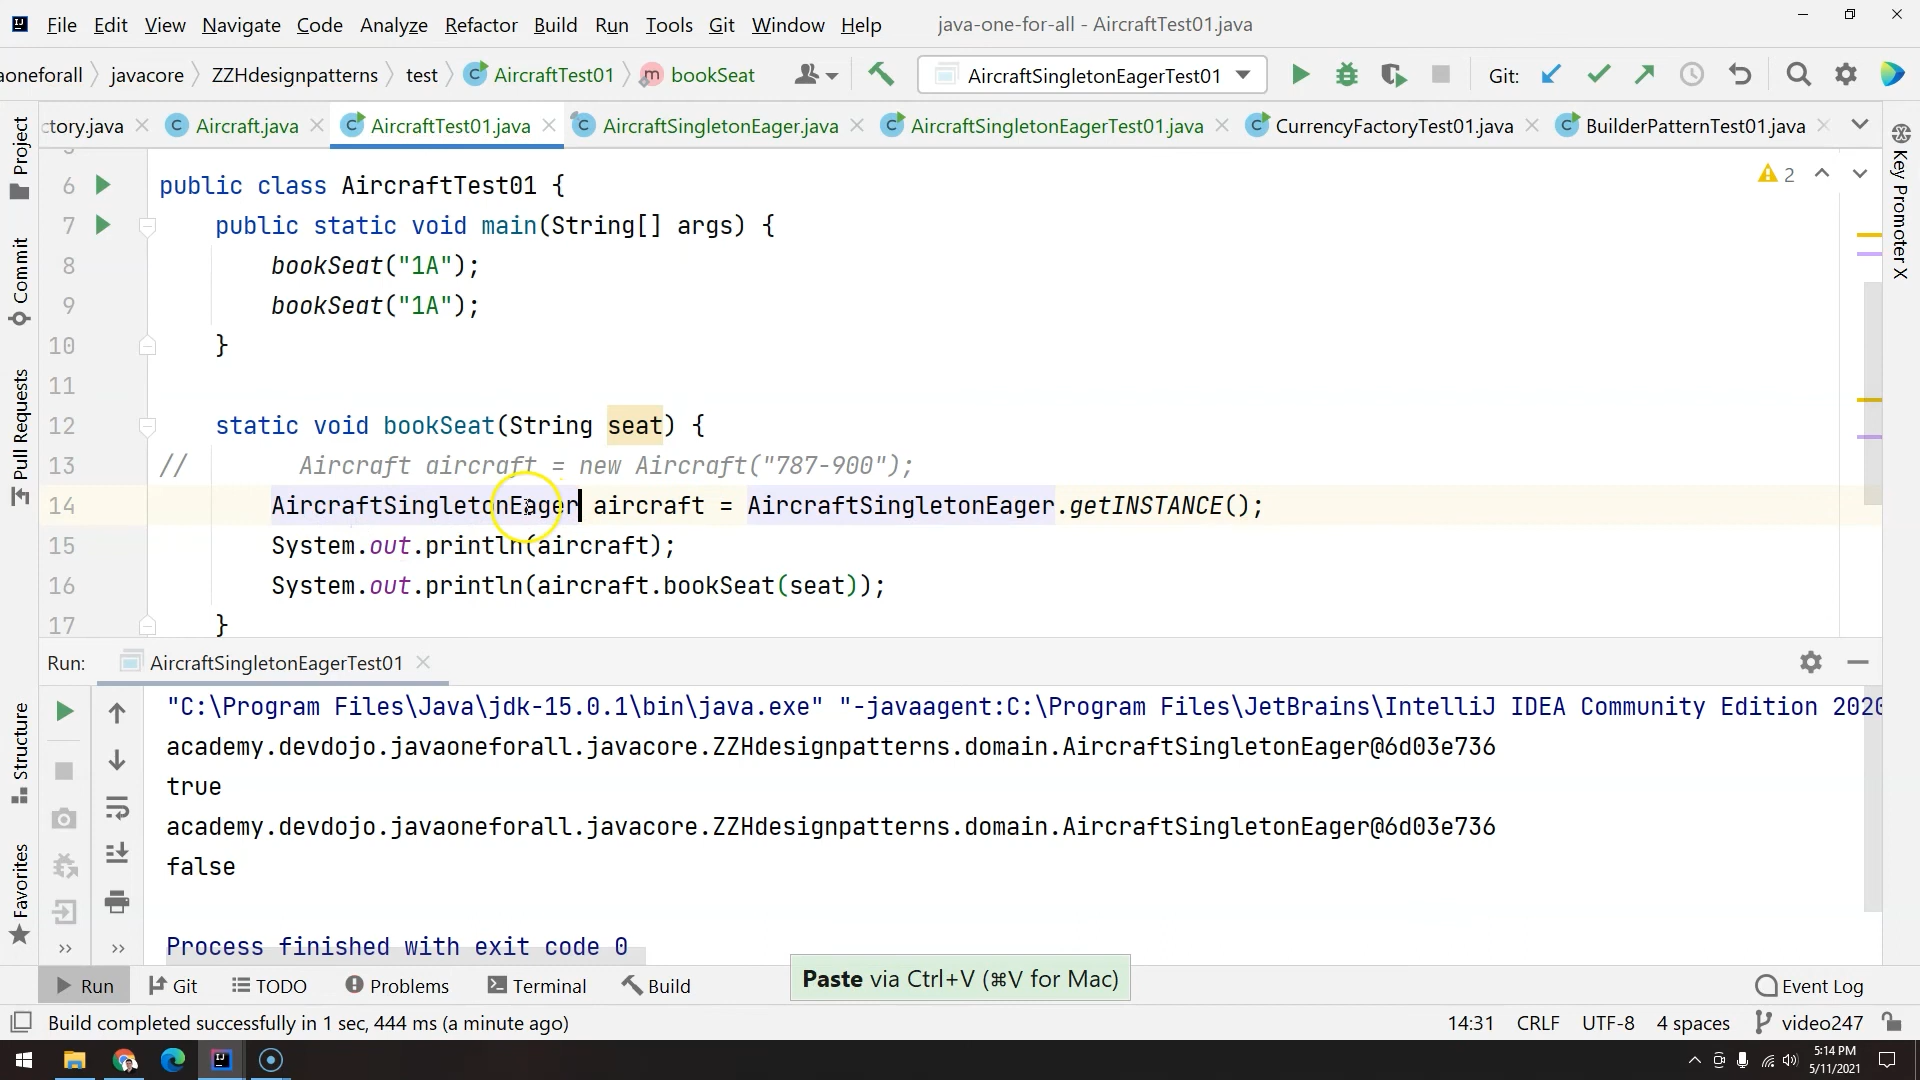 File Edit View Navigate Code Analyze Refactor Build Run Tools Git Window Help java-one-for-all - AircraftTest01.java
aoneforall javacore ZZHdesignpatterns test AircraftTest01 bookSeat AircraftSingletonEagerTest01 Git:
ctory.java Aircraft.java AircraftTest01.java AircraftSingletonEager.java AircraftSingletonEagerTest01.java CurrencyFactoryTest01.java BuilderPatternTest01.java
Project
Commit
Pull Requests
Structure
Favorites
Key Promoter X
2
6 public class AircraftTest01 {
7 public static void main(String[] args) {
8 bookSeat("1A");
9 bookSeat("1A");
10 }
11
12 static void bookSeat(String seat) {
13 // Aircraft aircraft = new Aircraft("787-900");
14 AircraftSingletonEager aircraft = AircraftSingletonEager.getINSTANCE();
15 System.out.println(aircraft);
16 System.out.println(aircraft.bookSeat(seat));
17 }
Run: AircraftSingletonEagerTest01
"C:\Program Files\Java\jdk-15.0.1\bin\java.exe" "-javaagent:C:\Program Files\JetBrains\IntelliJ IDEA Community Edition 2020
academy.devdojo.javaoneforall.javacore.ZZHdesignpatterns.domain.AircraftSingletonEager@6d03e736
true
academy.devdojo.javaoneforall.javacore.ZZHdesignpatterns.domain.AircraftSingletonEager@6d03e736
false
Process finished with exit code 0
Paste via Ctrl+V (⌘V for Mac)
Run Git TODO Problems Terminal Build Event Log
Build completed successfully in 1 sec, 444 ms (a minute ago) 14:31 CRLF UTF-8 4 spaces video247
5:14 PM
5/11/2021